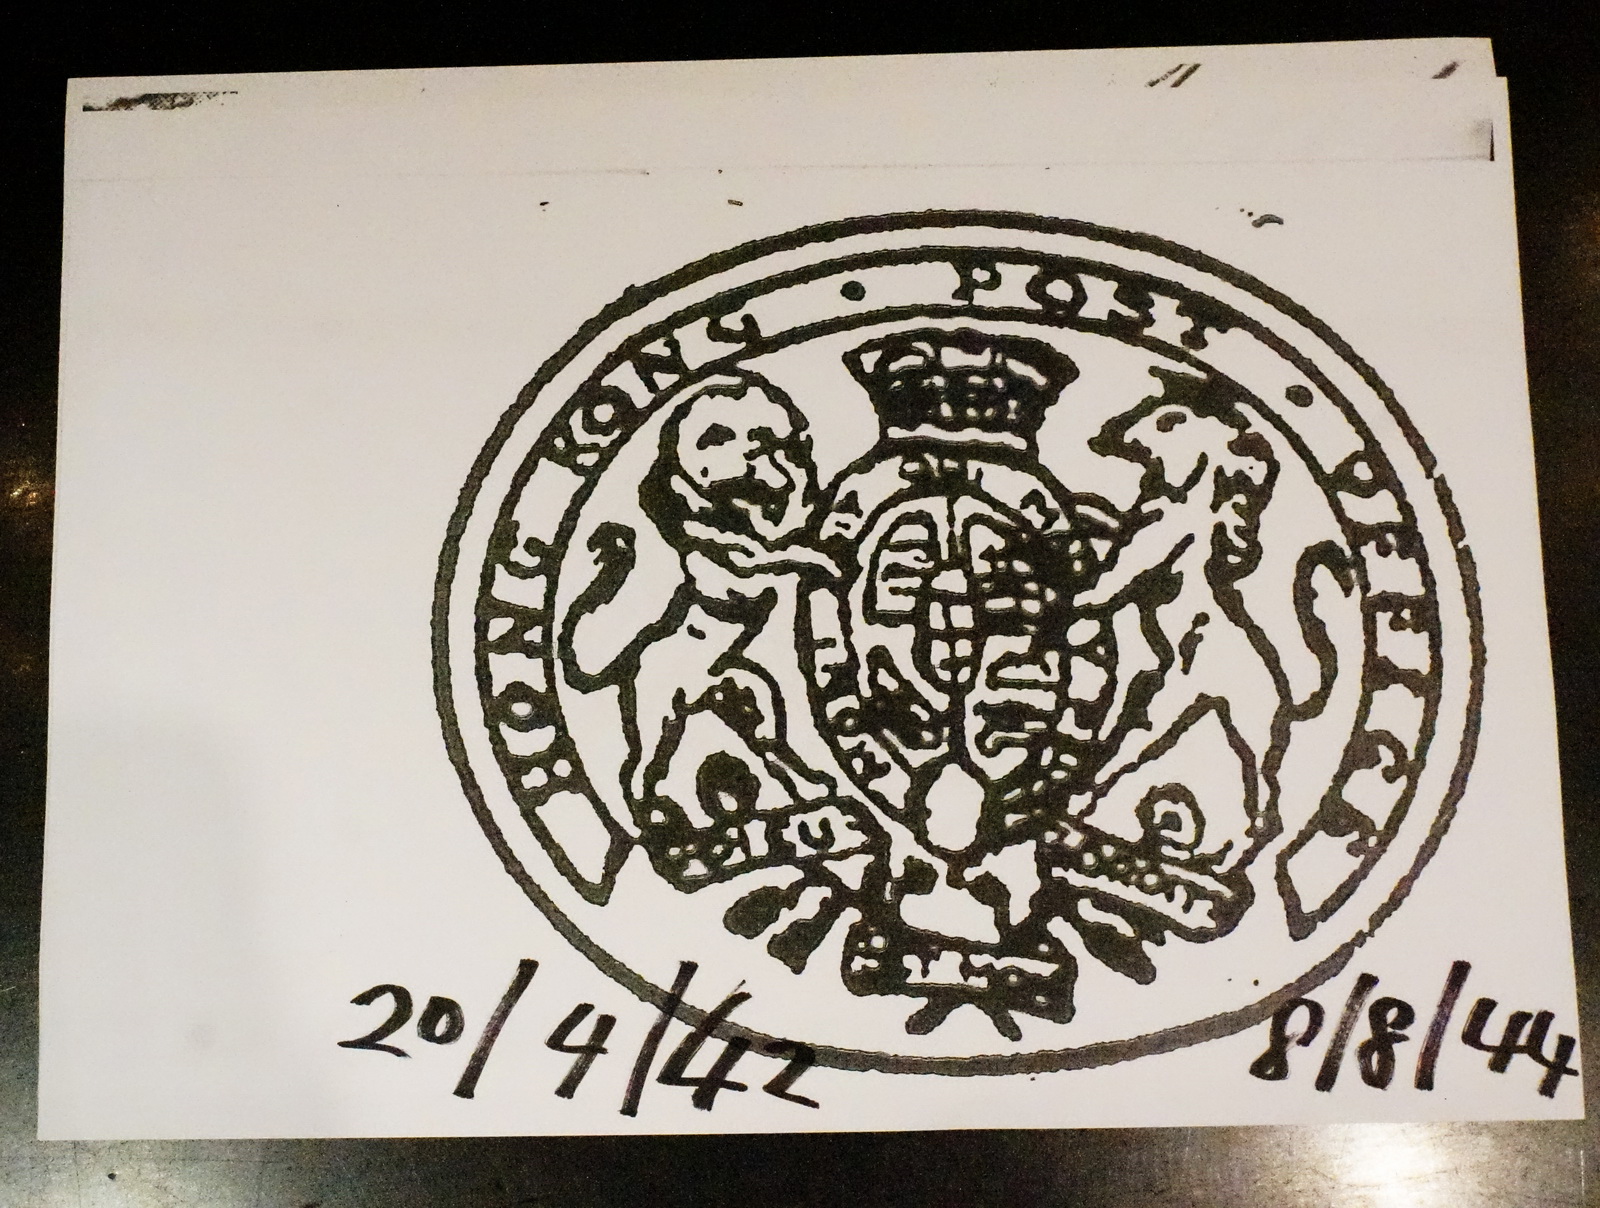 HONG KONG • POST • OFFICE
20/4/42
8/8/44